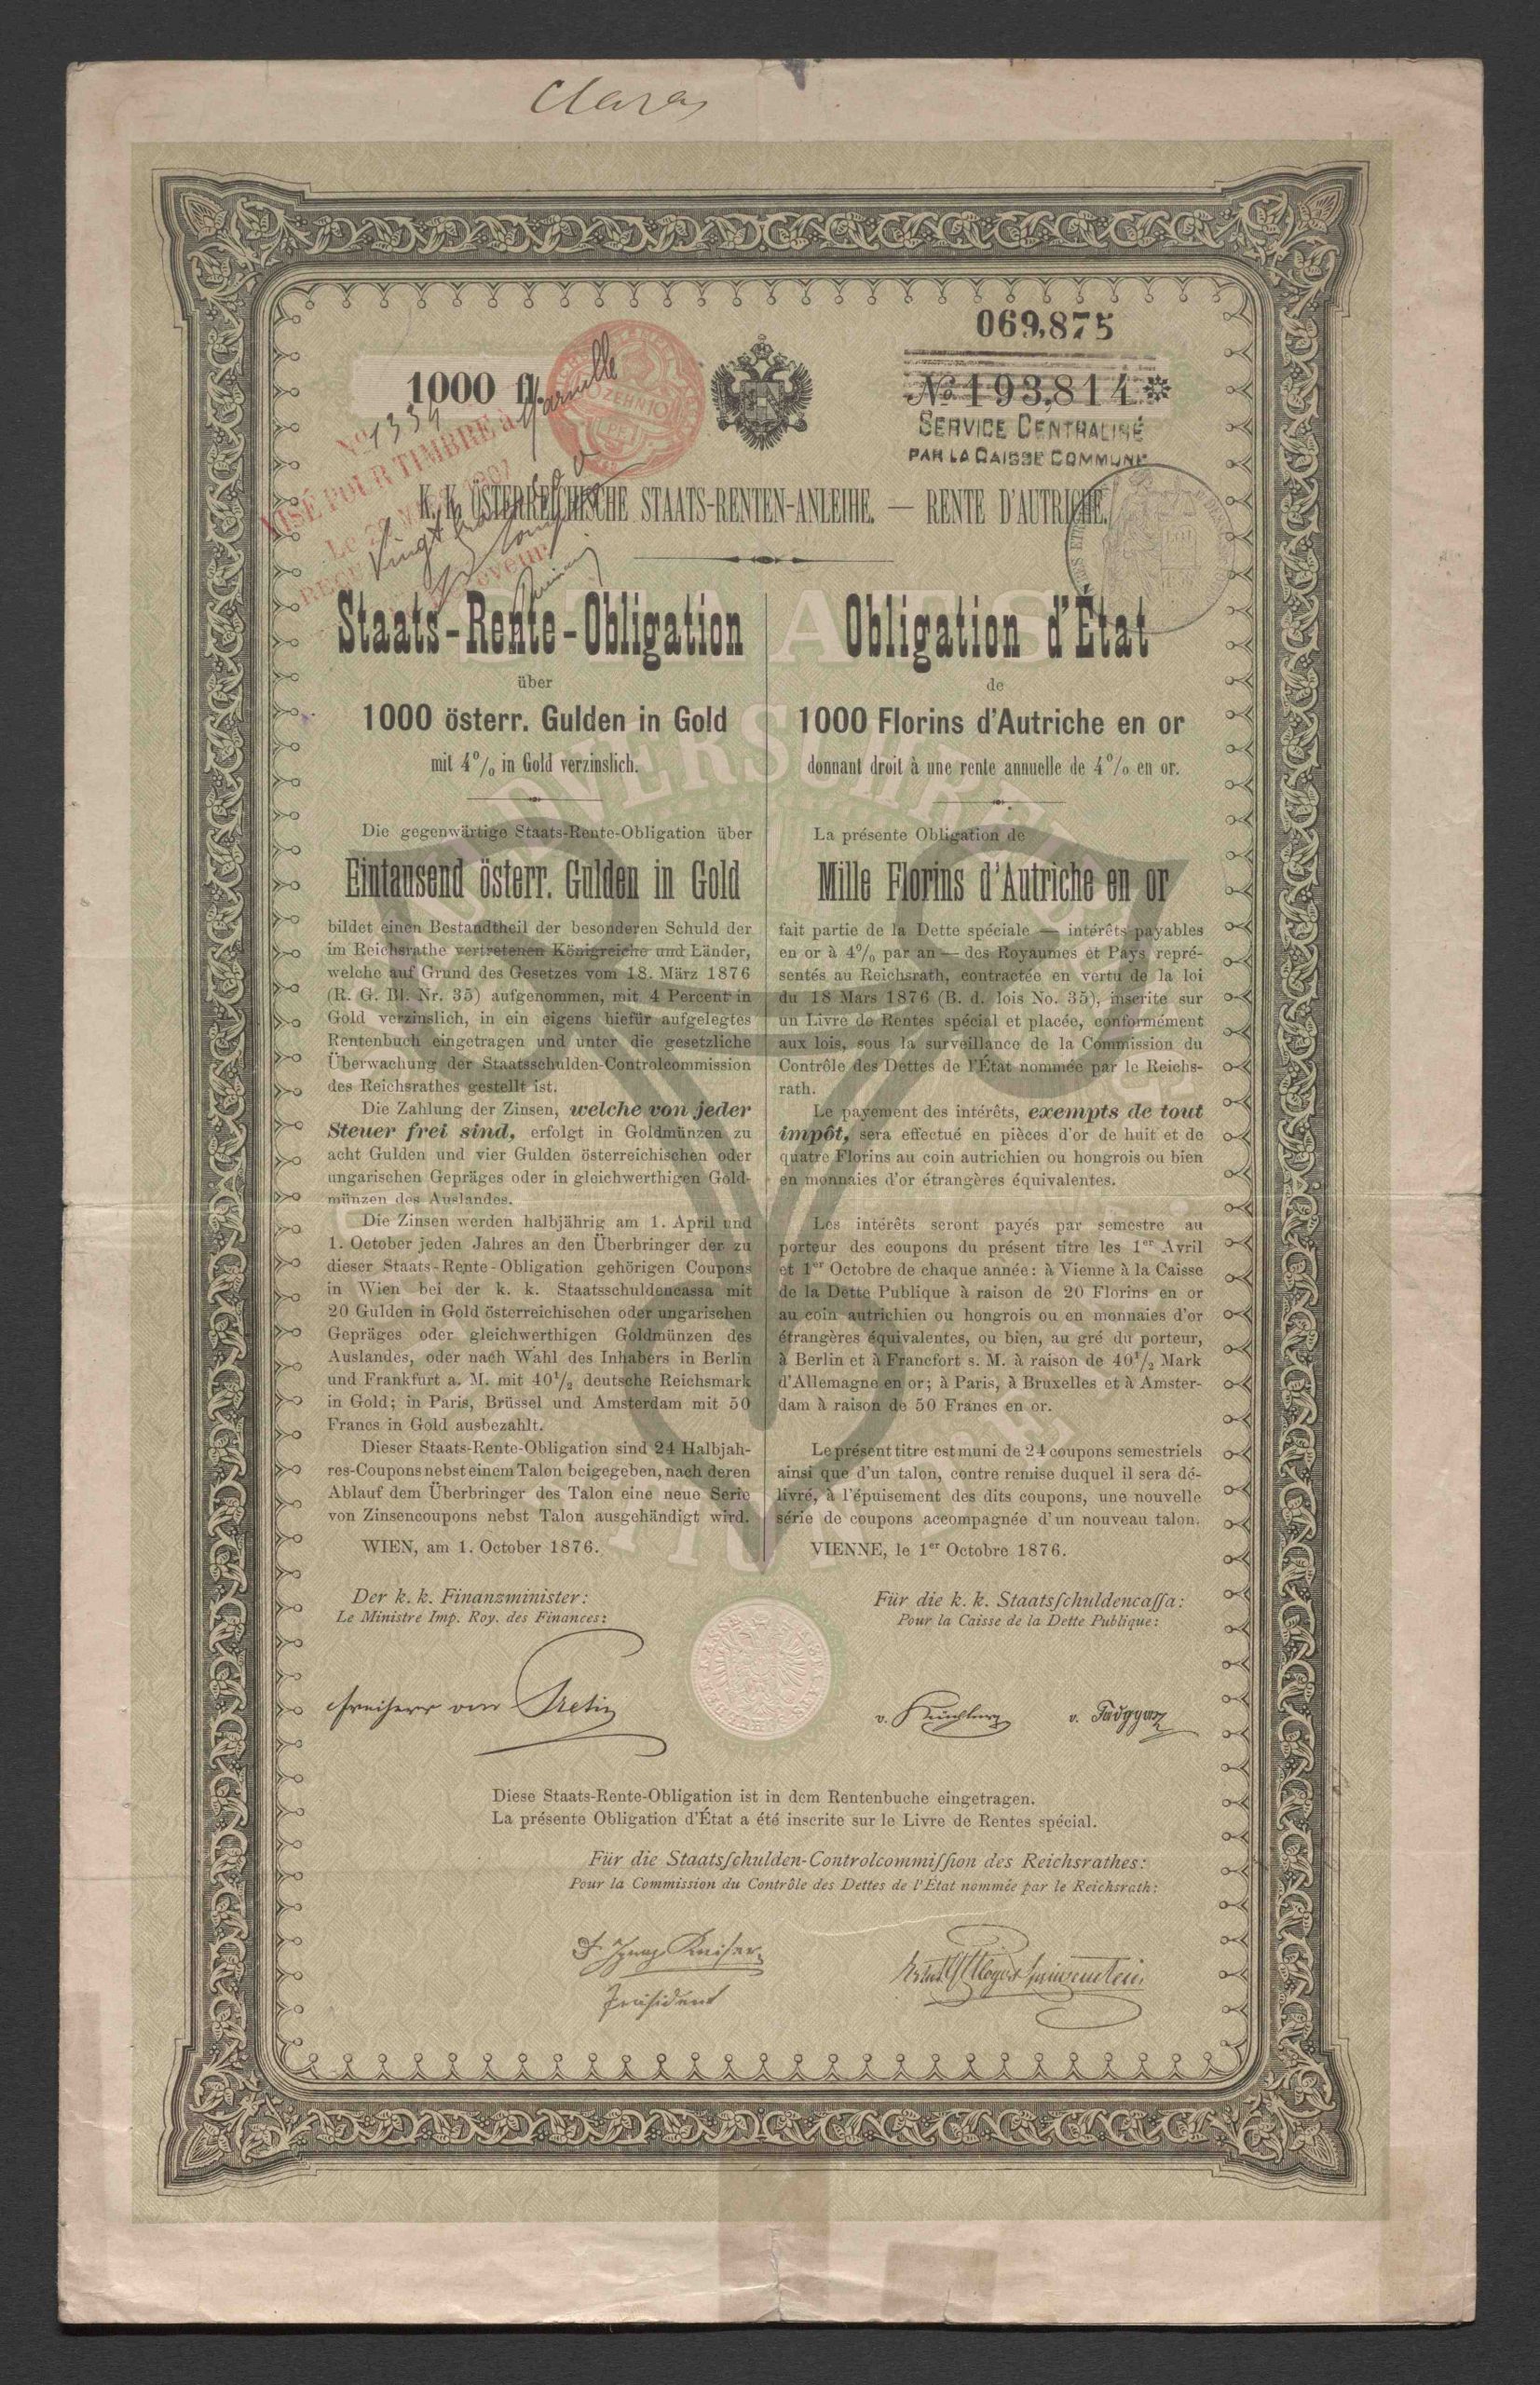 069,875
1000 fl.
№ 193,814
SERVICE CENTRALISÉ
PAR LA CAISSE COMMUNE
ZEHN 10
No 1354
VISÉ POUR TIMBRE à Marseille
K. K. ÖSTERREICHISCHE STAATS-RENTEN-ANLEIHE. — RENTE D'AUTRICHE.
Staats-Rente-Obligation
über
1000 österr. Gulden in Gold
mit 4% in Gold verzinslich.
Die gegenwärtige Staats-Rente-Obligation über
Eintausend österr. Gulden in Gold
bildet einen Bestandtheil der besonderen Schuld der
im Reichsrathe vertretenen Königreiche und Länder,
welche auf Grund des Gesetzes vom 18. März 1876
(R. G. Bl. Nr. 35) aufgenommen, mit 4 Percent in
Gold verzinslich, in ein eigens hiefür aufgelegtes
Rentenbuch eingetragen und unter die gesetzliche
Überwachung der Staatsschulden-Controlcommission
des Reichsrathes gestellt ist.
Die Zahlung der Zinsen, welche von jeder
Steuer frei sind, erfolgt in Goldmünzen zu
acht Gulden und vier Gulden österreichischen oder
ungarischen Gepräges oder in gleichwerthigen Gold-
münzen des Auslandes.
Die Zinsen werden halbjährig am 1. April und
1. October jeden Jahres an den Überbringer der zu
dieser Staats-Rente-Obligation gehörigen Coupons
in Wien bei der k. k. Staatsschuldencassa mit
20 Gulden in Gold österreichischen oder ungarischen
Gepräges oder gleichwerthigen Goldmünzen des
Auslandes, oder nach Wahl des Inhabers in Berlin
und Frankfurt a. M. mit 40 1/2 deutsche Reichsmark
in Gold; in Paris, Brüssel und Amsterdam mit 50
Francs in Gold ausbezahlt.
Dieser Staats-Rente-Obligation sind 24 Halbjah-
res-Coupons nebst einem Talon beigegeben, nach deren
Ablauf dem Überbringer des Talon eine neue Serie
von Zinsencoupons nebst Talon ausgehändigt wird.
WIEN, am 1. October 1876.
Obligation d'État
de
1000 Florins d'Autriche en or
donnant droit à une rente annuelle de 4% en or.
La présente Obligation de
Mille Florins d'Autriche en or
fait partie de la Dette spéciale — intérêts payables
en or à 4% par an — des Royaumes et Pays repré-
sentés au Reichsrath, contractée en vertu de la loi
du 18 Mars 1876 (B. d. lois No. 35), inscrite sur
un Livre de Rentes spécial et placée, conformément
aux lois, sous la surveillance de la Commission du
Contrôle des Dettes de l'État nommée par le Reichs-
rath.
Le payement des intérêts, exempts de tout
impôt, sera effectué en pièces d'or de huit et de
quatre Florins au coin autrichien ou hongrois ou bien
en monnaies d'or étrangères équivalentes.
Les intérêts seront payés par semestre au
porteur des coupons du présent titre les 1er Avril
et 1er Octobre de chaque année: à Vienne à la Caisse
de la Dette Publique à raison de 20 Florins en or
au coin autrichien ou hongrois ou en monnaies d'or
étrangères équivalentes, ou bien, au gré du porteur,
à Berlin et à Francfort s. M. à raison de 40 1/2 Mark
d'Allemagne en or; à Paris, à Bruxelles et à Amster-
dam à raison de 50 Francs en or.
Le présent titre est muni de 24 coupons semestriels
ainsi que d'un talon, contre remise duquel il sera dé-
livré, à l'épuisement des dits coupons, une nouvelle
série de coupons accompagnée d'un nouveau talon.
VIENNE, le 1er Octobre 1876.
Der k. k. Finanzminister:
Le Ministre Imp. Roy. des Finances:
Freiherr von Pretis
Für die k. k. Staatsſchuldencaſſa:
Pour la Caisse de la Dette Publique:
Diese Staats-Rente-Obligation ist in dem Rentenbuche eingetragen.
La présente Obligation d'État a été inscrite sur le Livre de Rentes spécial.
Für die Staatsſchulden-Controlcommiſſion des Reichsrathes:
Pour la Commission du Contrôle des Dettes de l'État nommée par le Reichsrath:
Präsident